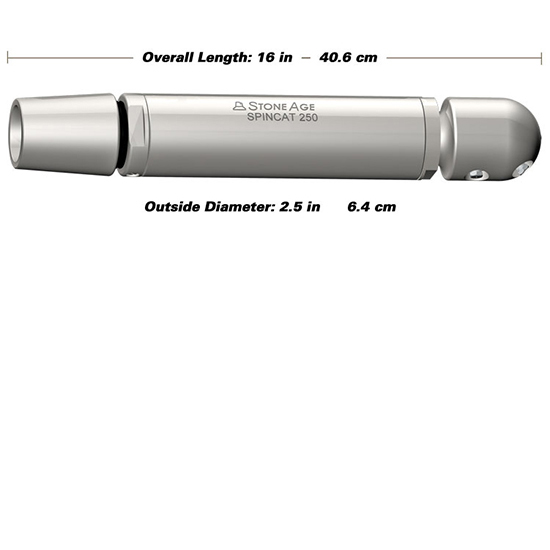 Overall Length: 16 in – 40.6 cm
STONEAGE
SPINCAT 250
Outside Diameter: 2.5 in 6.4 cm